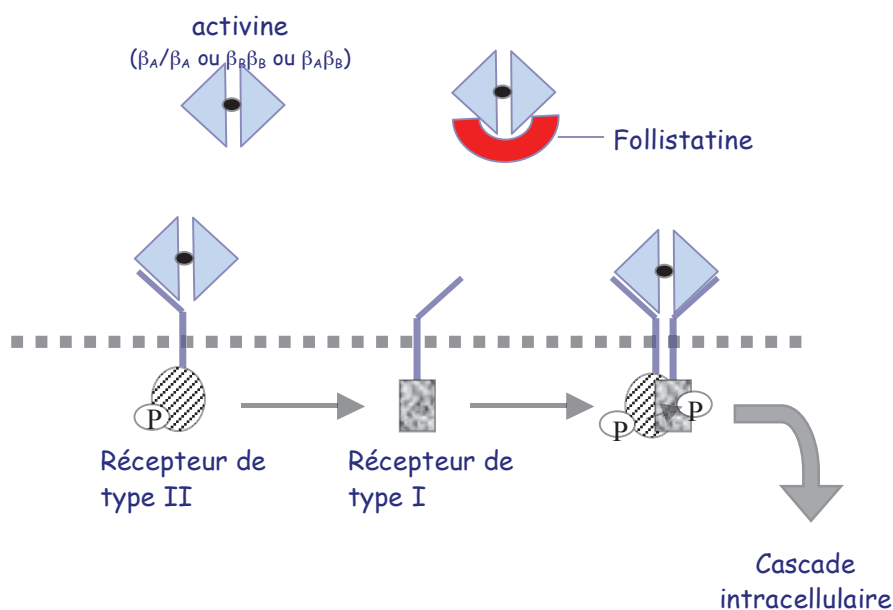 activine
(βA/βA ou βBβB ou βAβB)
Follistatine
P
P
P
Récepteur de
type II
Récepteur de
type I
Cascade
intracellulaire